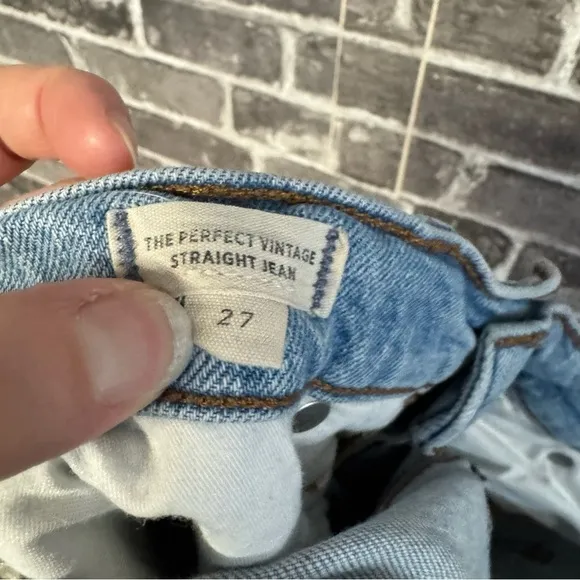 THE PERFECT VINTAGE
STRAIGHT JEAN
27